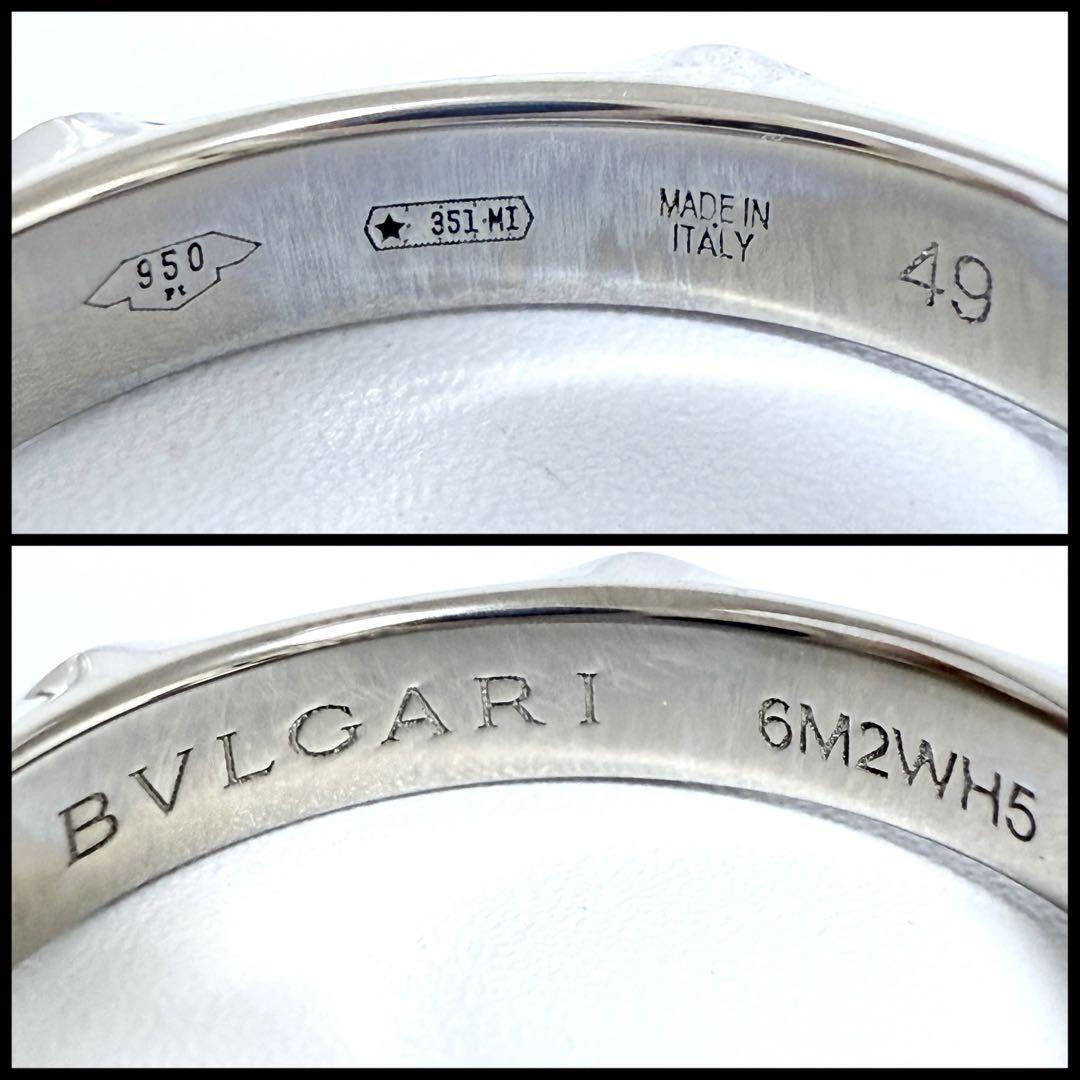 950
Pt
★ 351 MI
MADE IN
ITALY
49
BVLGARI
6M2WH5